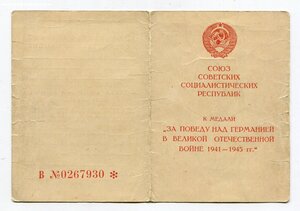 СОЮЗ
СОВЕТСКИХ
СОЦИАЛИСТИЧЕСКИХ
РЕСПУБЛИК
К МЕДАЛИ
„ЗА ПОБЕДУ НАД ГЕРМАНИЕЙ
В ВЕЛИКОЙ ОТЕЧЕСТВЕННОЙ
ВОЙНЕ 1941—1945 гг.“
В №0267930 ✻